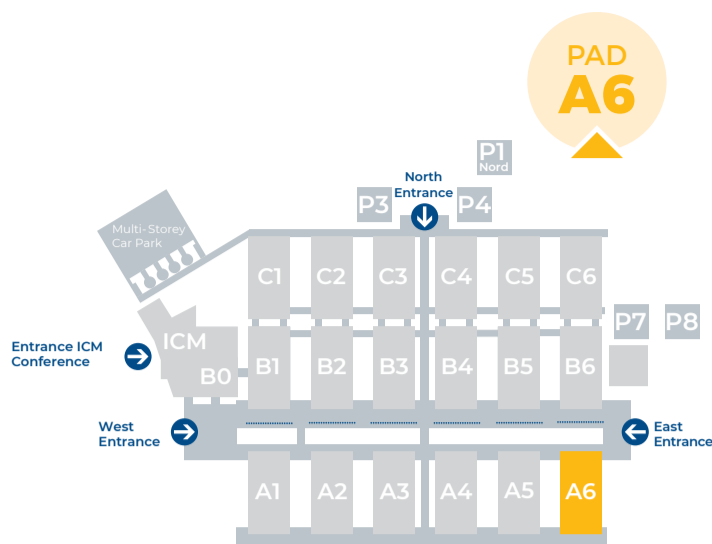 PAD
A6
P1
Nord
North
Entrance
P3
P4
Multi-Storey
Car Park
C1
C2
C3
C4
C5
C6
P7
P8
ICM
Entrance ICM
Conference
B0
B1
B2
B3
B4
B5
B6
West
Entrance
East
Entrance
A1
A2
A3
A4
A5
A6